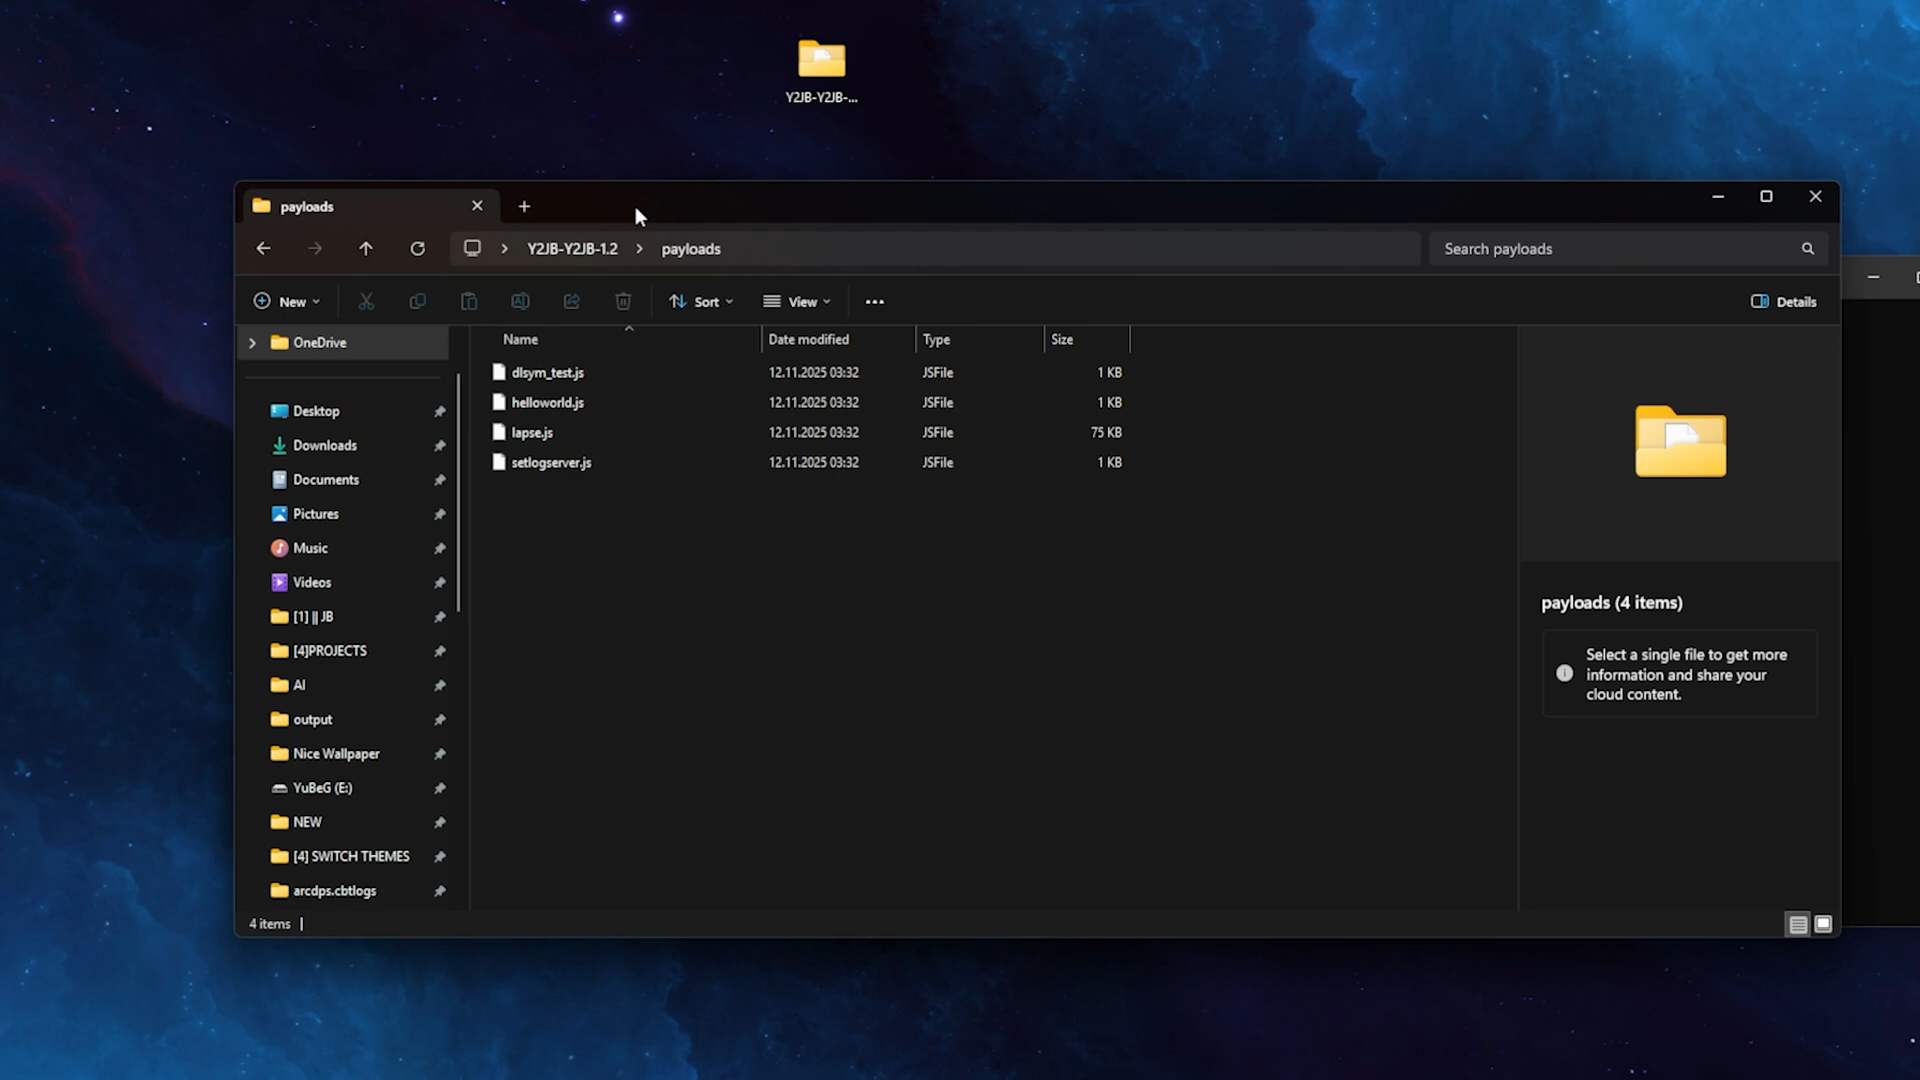 Y2JB-Y2JB-...
payloads
Y2JB-Y2JB-1.2 > payloads
Search payloads
New
Sort
View
Details
OneDrive
Name Date modified Type Size
dlsym_test.js 12.11.2025 03:32 JSFile 1 KB
helloworld.js 12.11.2025 03:32 JSFile 1 KB
lapse.js 12.11.2025 03:32 JSFile 75 KB
setlogserver.js 12.11.2025 03:32 JSFile 1 KB
Desktop
Downloads
Documents
Pictures
Music
Videos
[1] || JB
[4]PROJECTS
AI
output
Nice Wallpaper
YuBeG (E:)
NEW
[4] SWITCH THEMES
arcdps.cbtlogs
payloads (4 items)
Select a single file to get more
information and share your
cloud content.
4 items